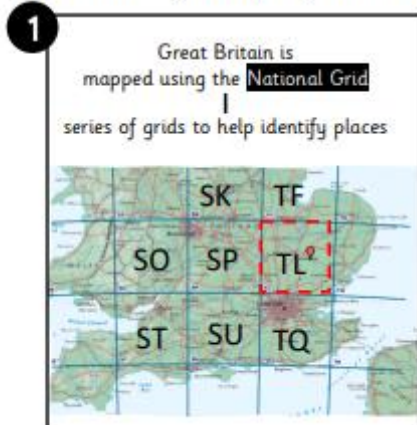 1
Great Britain is
mapped using the National Grid
series of grids to help identify places
SK TF
SO SP TL
ST SU TQ